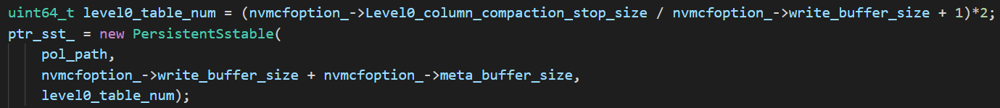 uint64_t level0_table_num = (nvmcfoption_->Level0_column_compaction_stop_size / nvmcfoption_->write_buffer_size + 1)*2;
ptr_sst_ = new PersistentSstable(
    pol_path,
    nvmcfoption_->write_buffer_size + nvmcfoption_->meta_buffer_size,
    level0_table_num);